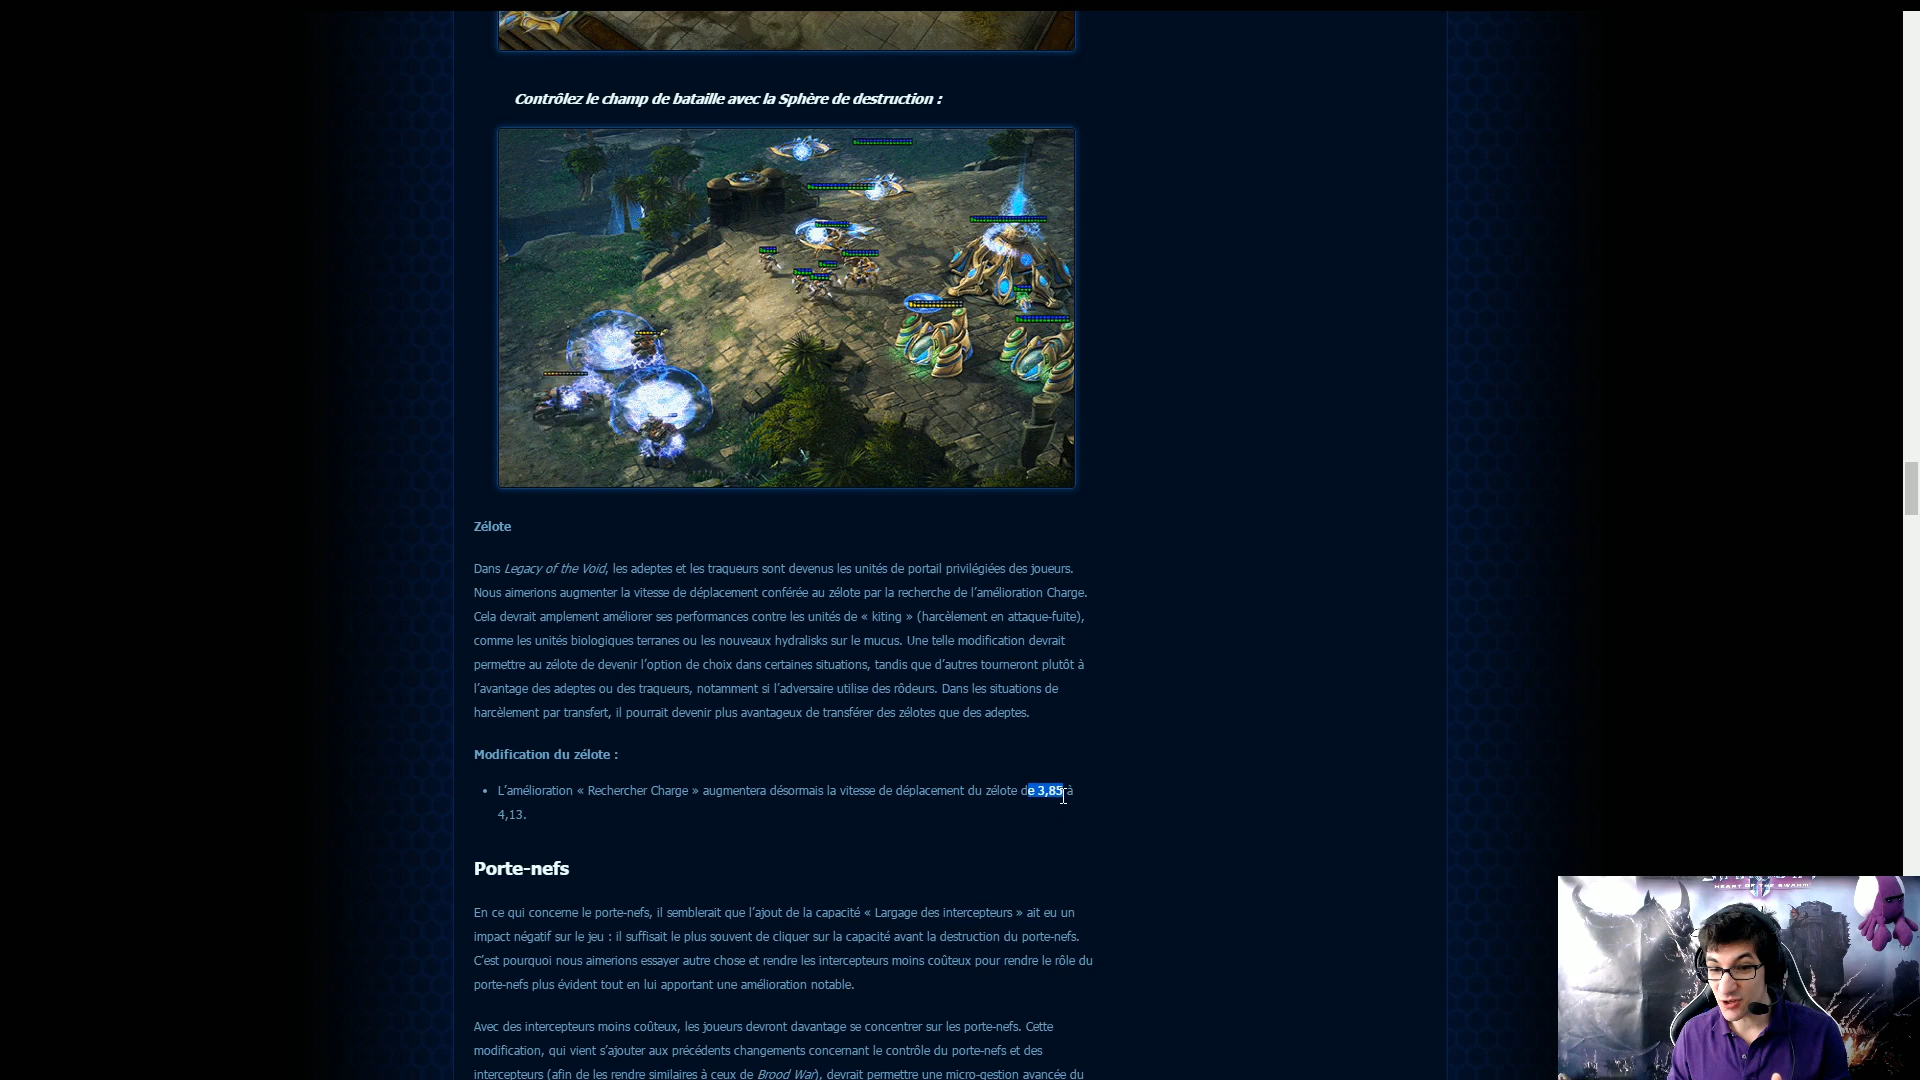 Contrôlez le champ de bataille avec la Sphère de destruction :
Zélote
Dans Legacy of the Void, les adeptes et les traqueurs sont devenus les unités de portail privilégiées des joueurs.
Nous aimerions augmenter la vitesse de déplacement conférée au zélote par la recherche de l’amélioration Charge.
Cela devrait amplement améliorer ses performances contre les unités de « kiting » (harcèlement en attaque-fuite),
comme les unités biologiques terranes ou les nouveaux hydralisks sur le mucus. Une telle modification devrait
permettre au zélote de devenir l’option de choix dans certaines situations, tandis que d’autres tourneront plutôt à
l’avantage des adeptes ou des traqueurs, notamment si l’adversaire utilise des rôdeurs. Dans les situations de
harcèlement par transfert, il pourrait devenir plus avantageux de transférer des zélotes que des adeptes.
Modification du zélote :
• L’amélioration « Rechercher Charge » augmentera désormais la vitesse de déplacement du zélote de 3,85 à
4,13.
Porte-nefs
En ce qui concerne le porte-nefs, il semblerait que l’ajout de la capacité « Largage des intercepteurs » ait eu un
impact négatif sur le jeu : il suffisait le plus souvent de cliquer sur la capacité avant la destruction du porte-nefs.
C’est pourquoi nous aimerions essayer autre chose et rendre les intercepteurs moins coûteux pour rendre le rôle du
porte-nefs plus évident tout en lui apportant une amélioration notable.
Avec des intercepteurs moins coûteux, les joueurs devront davantage se concentrer sur les porte-nefs. Cette
modification, qui vient s’ajouter aux précédents changements concernant le contrôle du porte-nefs et des
intercepteurs (afin de les rendre similaires à ceux de Brood War), devrait permettre une micro-gestion avancée du
HEART OF THE SWARM